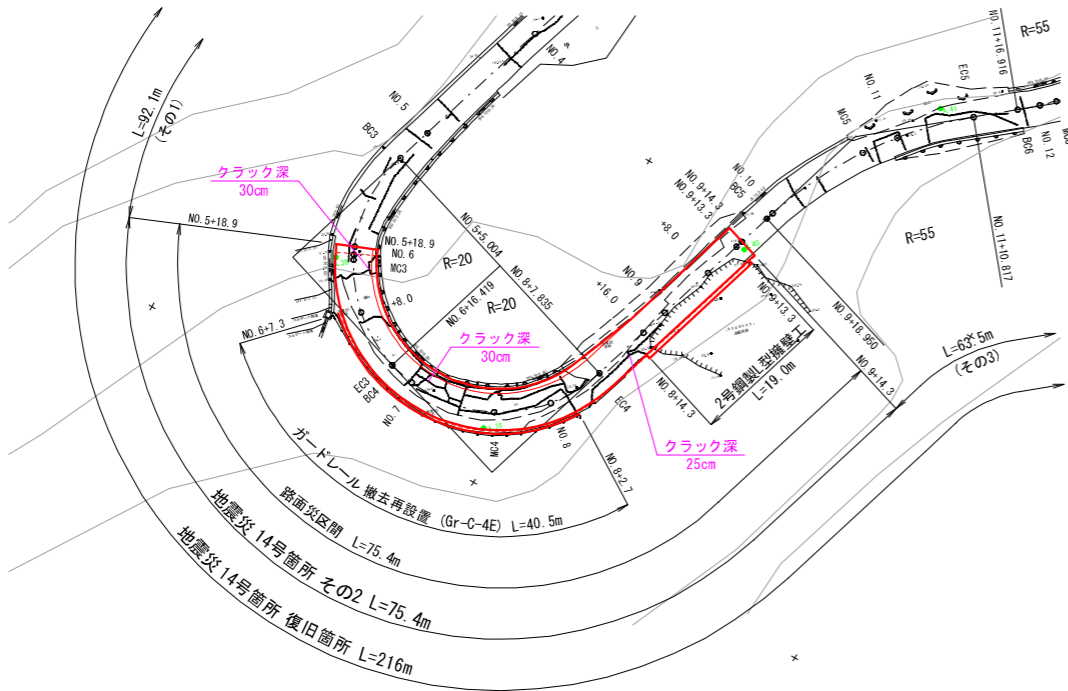 L=92.1m
(その1)
クラック深
30cm
NO.5+18.9
NO.6+7.3
BC3
NO.5
NO.4
NO.5+18.9
NO.6
MC3
+8.0
R=20
R=20
NO.5+5.004
NO.6+16.419
NO.8+7.835
クラック深
30cm
EC3
BC4
NO.7
MC4
NO.8
EC4
NO.8+2.7
+16.0
NO.9
+8.0
NO.9+13.3
NO.9+14.3
BC5
NO.10
クラック深
25cm
NO.8+14.3
2号鋼製L型擁壁工
L=19.0m
NO.9+13.3
NO.9+18.950
NO.9+14.3
L=63.5m
(その3)
MC5
NO.11
EC5
NO.11+16.916
R=55
R=55
BC6
NO.12
NO.11+10.817
ガードレール 撤去再設置 (Gr-C-4E) L=40.5m
路面災区間 L=75.4m
地震災14号箇所 その2 L=75.4m
地震災14号箇所 復旧箇所 L=216m